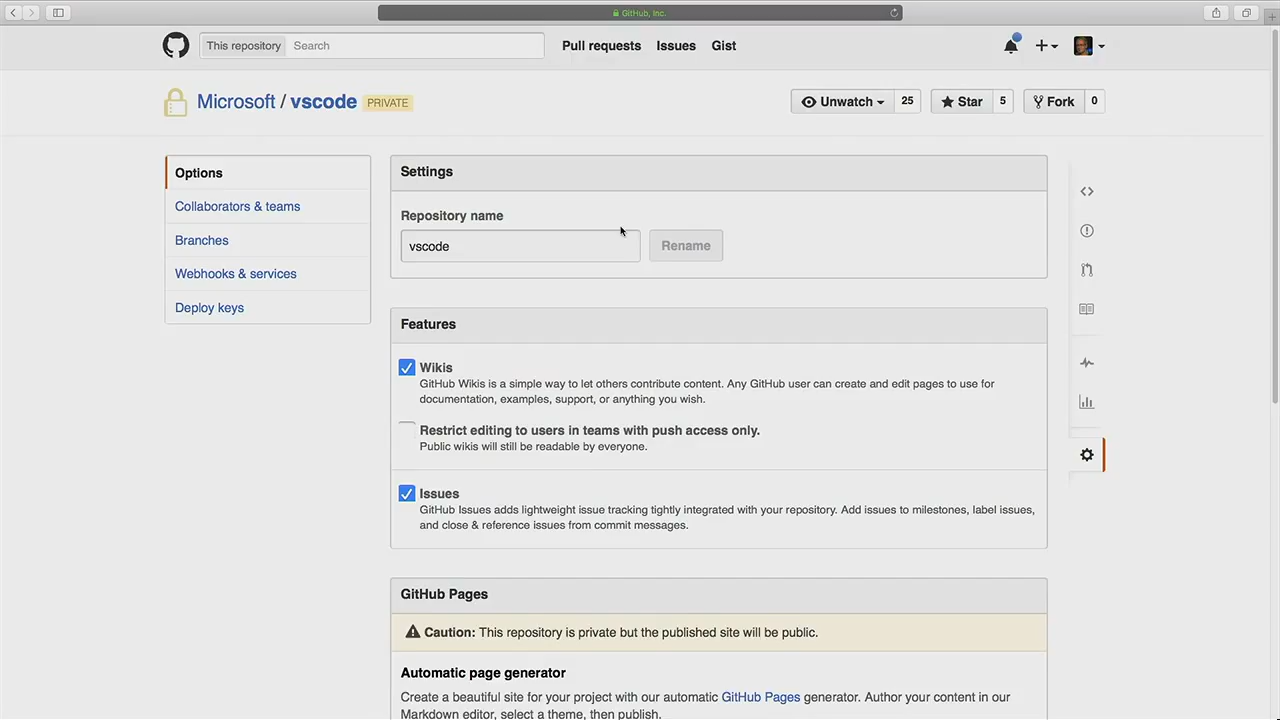 GitHub, Inc.
This repository Search Pull requests Issues Gist
Microsoft / vscode PRIVATE Unwatch 25 Star 5 Fork 0
Options
Collaborators & teams
Branches
Webhooks & services
Deploy keys
Settings
Repository name
vscode Rename
Features
Wikis
GitHub Wikis is a simple way to let others contribute content. Any GitHub user can create and edit pages to use for
documentation, examples, support, or anything you wish.
Restrict editing to users in teams with push access only.
Public wikis will still be readable by everyone.
Issues
GitHub Issues adds lightweight issue tracking tightly integrated with your repository. Add issues to milestones, label issues,
and close & reference issues from commit messages.
GitHub Pages
Caution: This repository is private but the published site will be public.
Automatic page generator
Create a beautiful site for your project with our automatic GitHub Pages generator. Author your content in our
Markdown editor, select a theme, then publish.